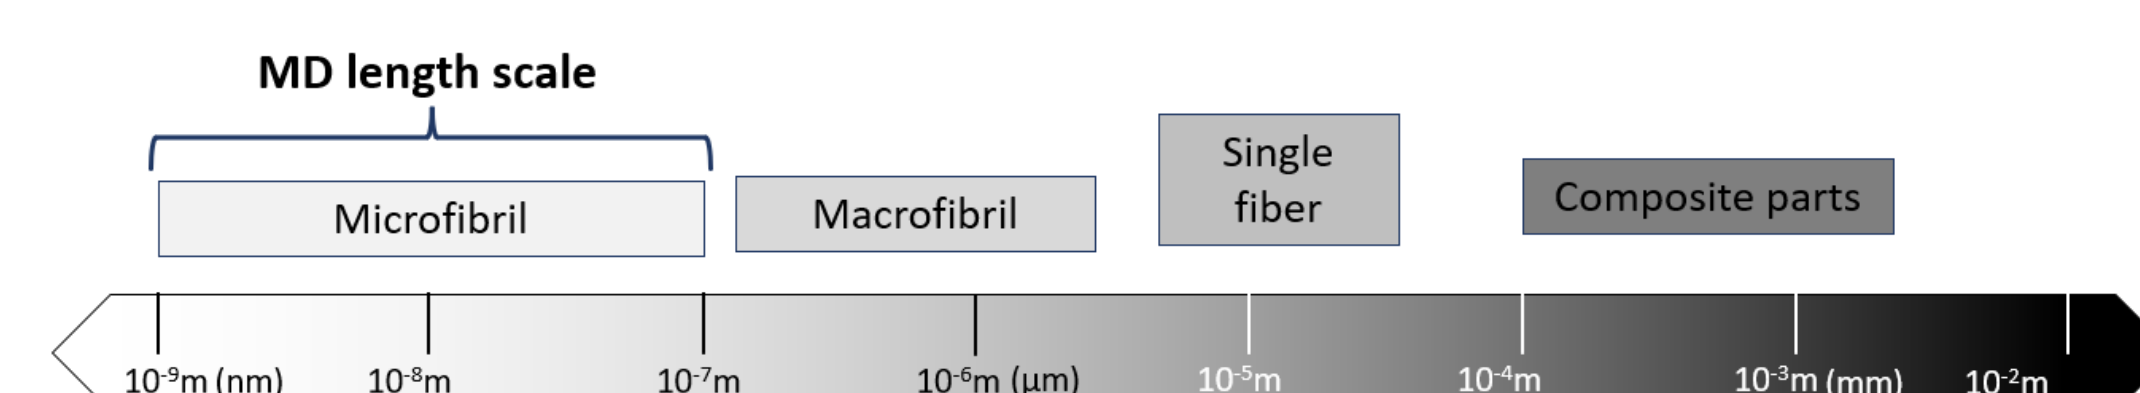 MD length scale
Microfibril
Macrofibril
Single
fiber
Composite parts
10⁻⁹m (nm)
10⁻⁸m
10⁻⁷m
10⁻⁶m (μm)
10⁻⁵m
10⁻⁴m
10⁻³m (mm)
10⁻²m